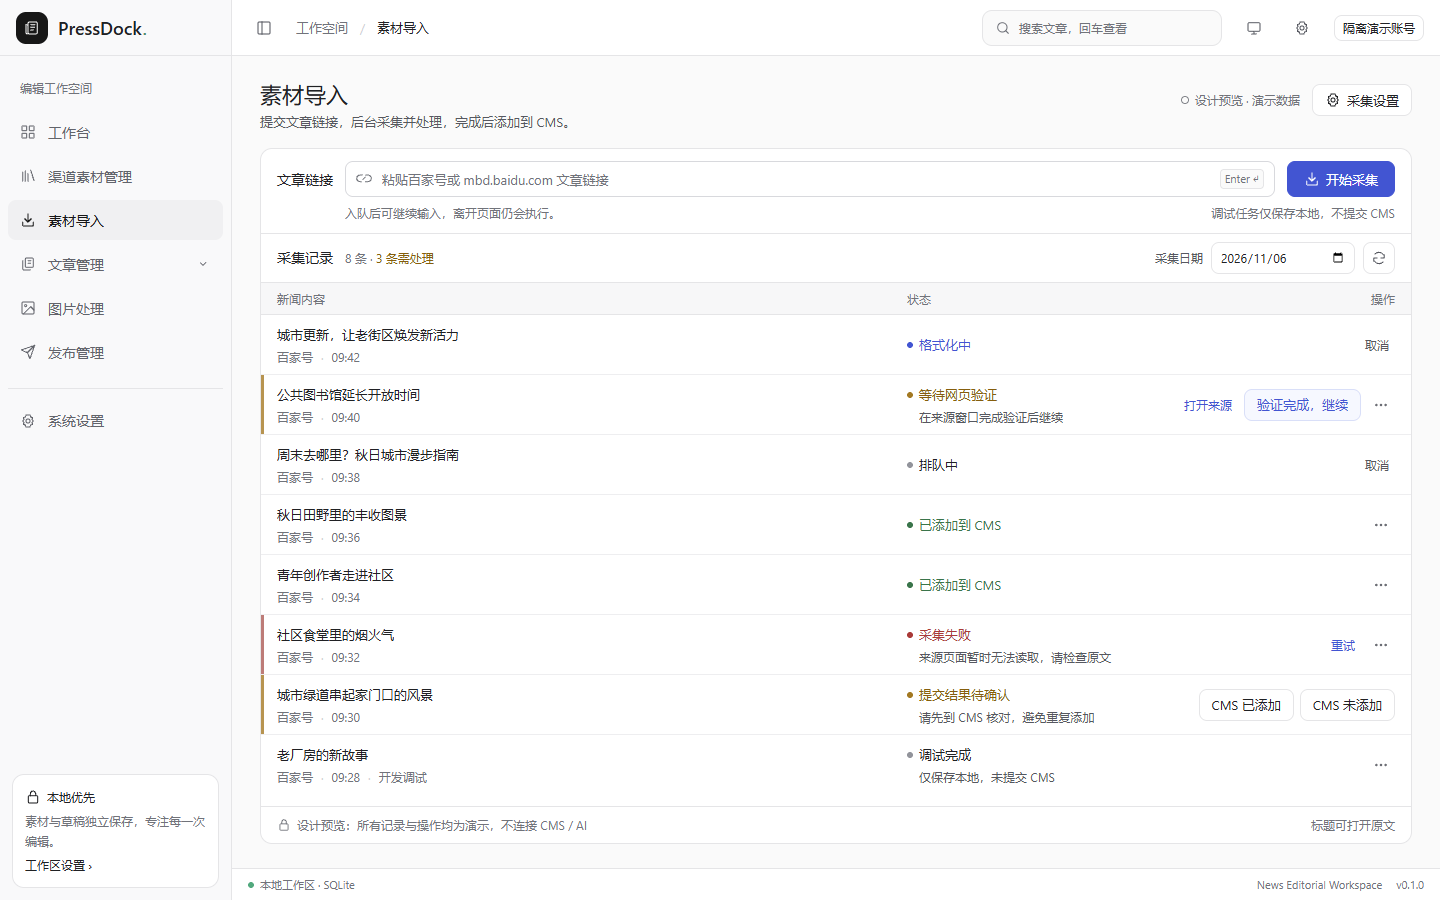 PressDock.
工作空间 / 素材导入
搜索文章，回车查看
隔离演示账号
编辑工作空间
工作台
渠道素材管理
素材导入
文章管理
图片处理
发布管理
系统设置
本地优先
素材与草稿独立保存，专注每一次
编辑。
工作区设置 ›
素材导入
提交文章链接，后台采集并处理，完成后添加到 CMS。
设计预览 · 演示数据
采集设置
文章链接
粘贴百家号或 mbd.baidu.com 文章链接
Enter ↵
开始采集
入队后可继续输入，离开页面仍会执行。
调试任务仅保存本地，不提交 CMS
采集记录 8 条 · 3 条需处理
采集日期 2026/11/06
新闻内容 状态 操作
城市更新，让老街区焕发新活力
百家号 · 09:42
格式化中
取消
公共图书馆延长开放时间
百家号 · 09:40
等待网页验证
在来源窗口完成验证后继续
打开来源 验证完成，继续 ···
周末去哪里？秋日城市漫步指南
百家号 · 09:38
排队中
取消
秋日田野里的丰收图景
百家号 · 09:36
已添加到 CMS
···
青年创作者走进社区
百家号 · 09:34
已添加到 CMS
···
社区食堂里的烟火气
百家号 · 09:32
采集失败
来源页面暂时无法读取，请检查原文
重试 ···
城市绿道串起家门口的风景
百家号 · 09:30
提交结果待确认
请先到 CMS 核对，避免重复添加
CMS 已添加 CMS 未添加
老厂房的新故事
百家号 · 09:28 · 开发调试
调试完成
仅保存本地，未提交 CMS
···
设计预览：所有记录与操作均为演示，不连接 CMS / AI
标题可打开原文
本地工作区 · SQLite
News Editorial Workspace v0.1.0